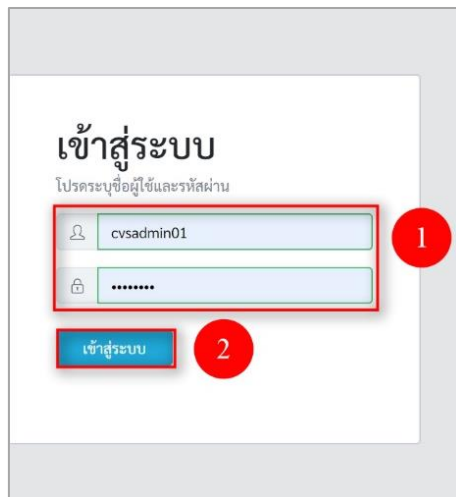 เข้าสู่ระบบ
โปรดระบุชื่อผู้ใช้และรหัสผ่าน
cvsadmin01
••••••••
1
เข้าสู่ระบบ
2